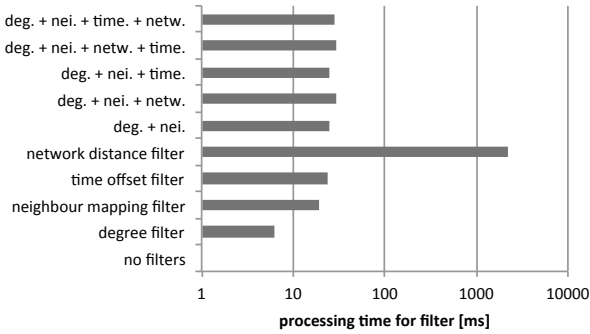 deg. + nei. + time. + netw.
deg. + nei. + netw. + time.
deg. + nei. + time.
deg. + nei. + netw.
deg. + nei.
network distance filter
time offset filter
neighbour mapping filter
degree filter
no filters
1 10 100 1000 10000
processing time for filter [ms]